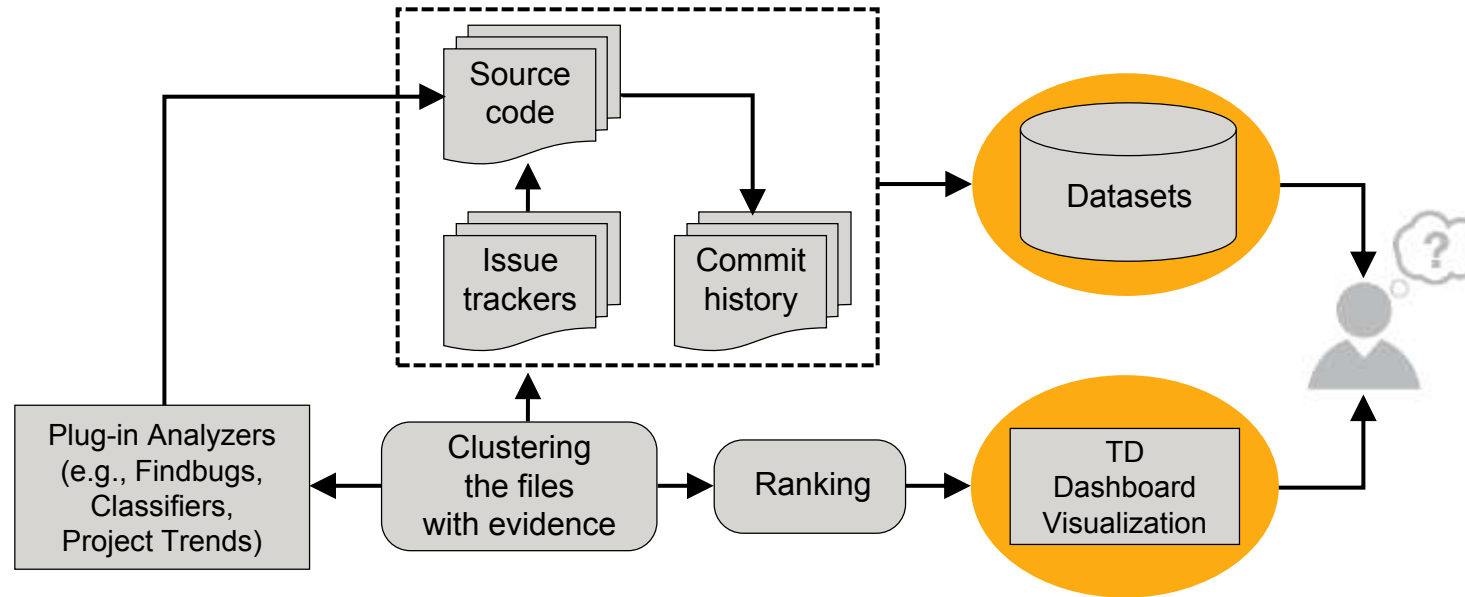 Source
code
Issue
trackers
Commit
history
Datasets
?
Plug-in Analyzers
(e.g., Findbugs,
Classifiers,
Project Trends)
Clustering
the files
with evidence
Ranking
TD
Dashboard
Visualization